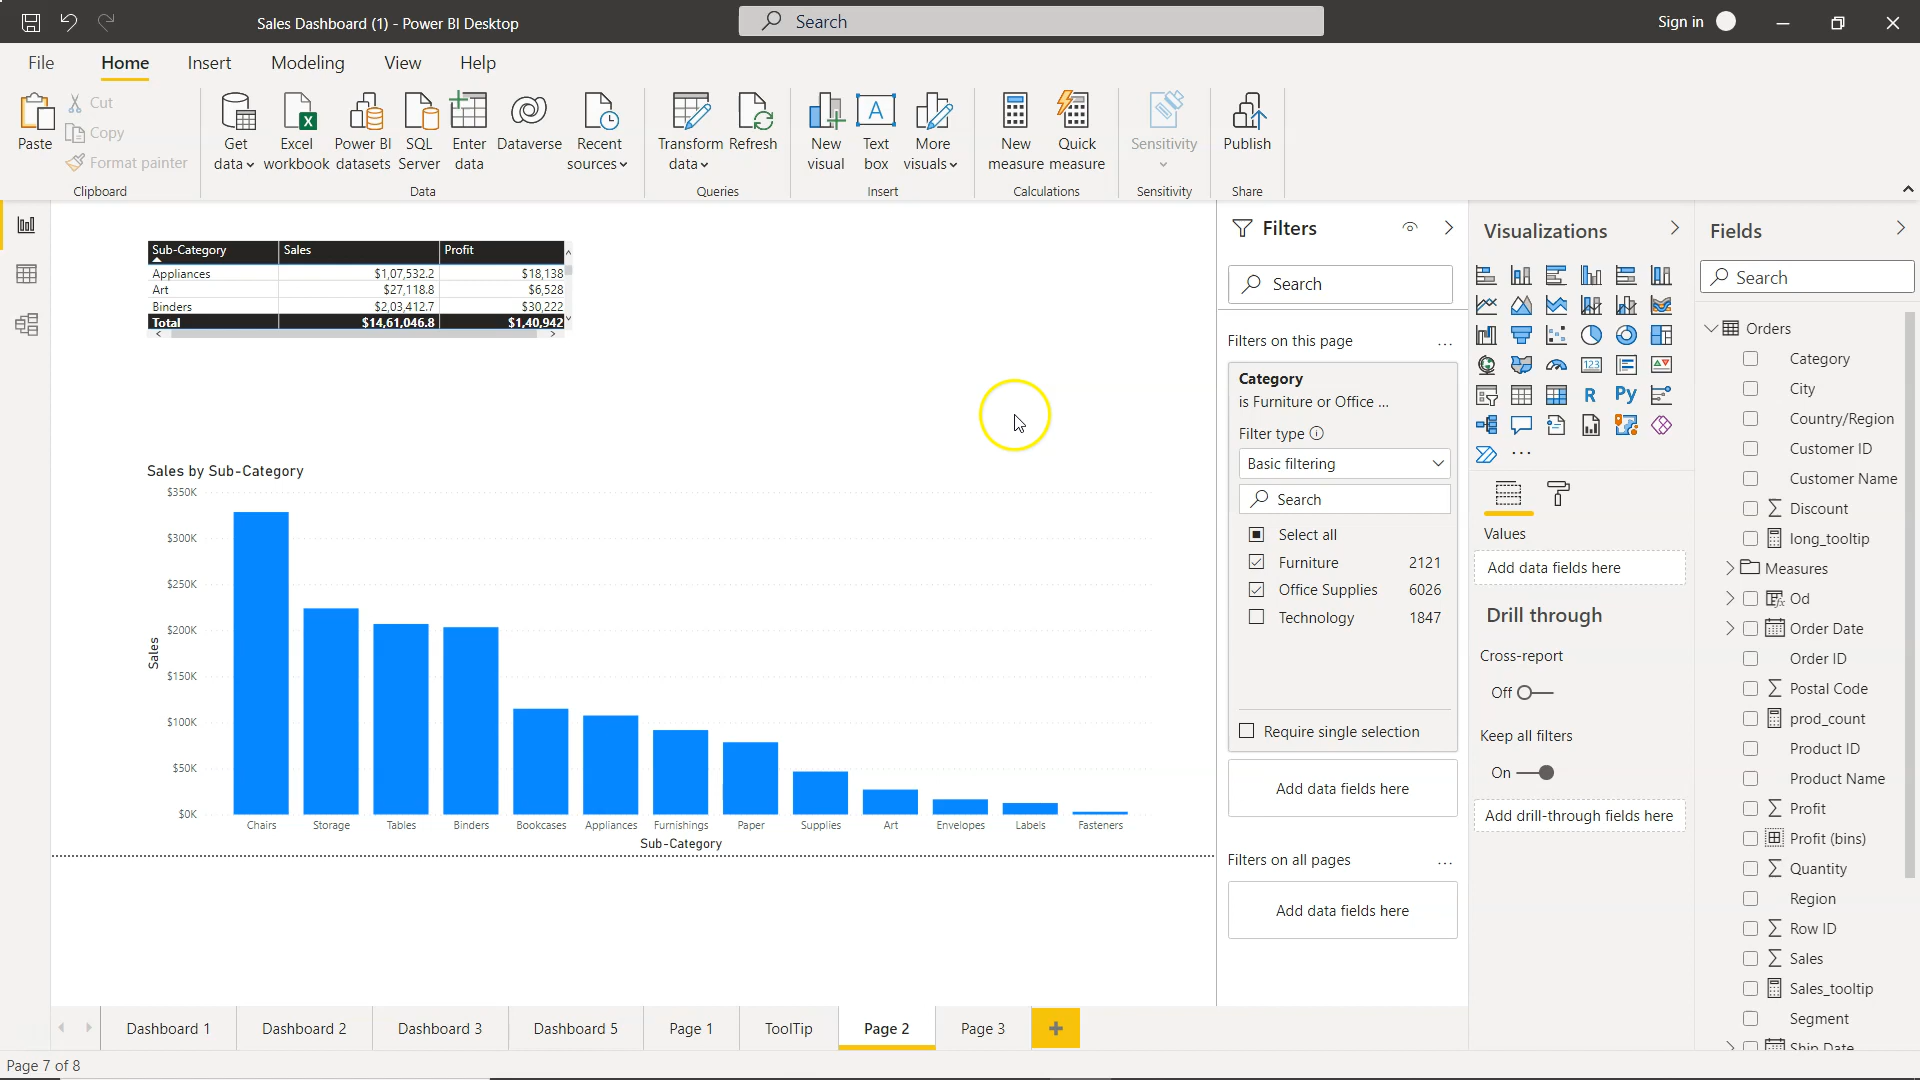 Sales Dashboard (1) - Power BI Desktop
Search
Sign in
File Home Insert Modeling View Help
Paste
Cut
Copy
Format painter
Clipboard
Get data
Excel workbook
Power BI datasets
SQL Server
Enter data
Dataverse
Recent sources
Data
Transform data
Refresh
Queries
New visual
A
Text box
More visuals
Insert
New measure
Quick measure
Calculations
Sensitivity
Sensitivity
Publish
Share
Sub-Category Sales Profit
Appliances $1,07,532.2 $18,138
Art $27,118.8 $6,528
Binders $2,03,412.7 $30,222
Total $14,61,046.8 $1,40,942
Sales by Sub-Category
$350K
$300K
$250K
$200K
$150K
$100K
$50K
$0K
Sales
Chairs Storage Tables Binders Bookcases Appliances Furnishings Paper Supplies Art Envelopes Labels Fasteners
Sub-Category
Filters
Search
Filters on this page ...
Category
is Furniture or Office ...
Filter type
Basic filtering
Search
Select all
Furniture 2121
Office Supplies 6026
Technology 1847
Require single selection
Add data fields here
Filters on all pages ...
Add data fields here
Visualizations
123
R
Py
...
Values
Add data fields here
Drill through
Cross-report
Off
Keep all filters
On
Add drill-through fields here
Fields
Search
Orders
Category
City
Country/Region
Customer ID
Customer Name
Discount
long_tooltip
Measures
Od
Order Date
Order ID
Postal Code
prod_count
Product ID
Product Name
Profit
Profit (bins)
Quantity
Region
Row ID
Sales
Sales_tooltip
Segment
Ship Date
Dashboard 1 Dashboard 2 Dashboard 3 Dashboard 5 Page 1 ToolTip Page 2 Page 3 +
Page 7 of 8